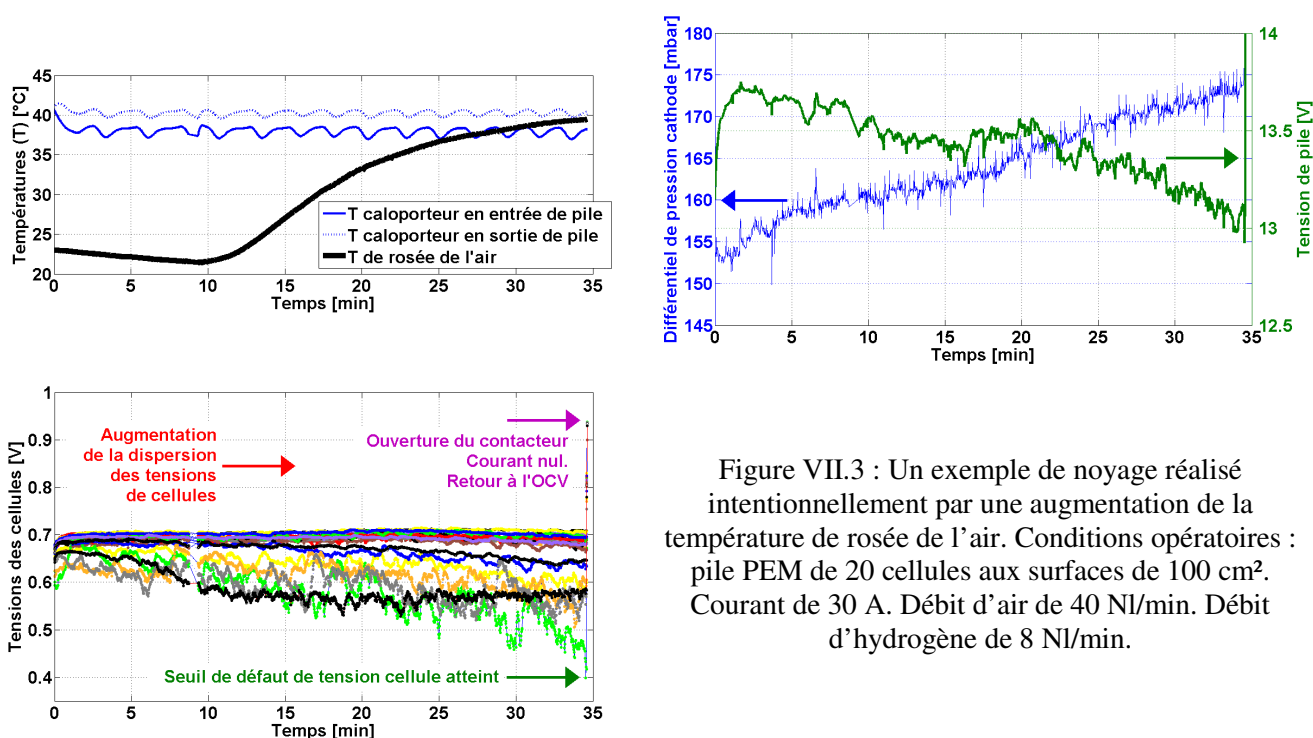 45
40
35
30
25
20
Températures (T) [°C]
T caloporteur en entrée de pile
T caloporteur en sortie de pile
T de rosée de l'air
0
5
10
15
20
25
30
35
Temps [min]
180
175
170
165
160
155
150
145
Différentiel de pression cathode [mbar]
14
13.5
13
12.5
Tension de pile [V]
0
5
10
15
20
25
30
35
Temps [min]
1
0.9
0.8
0.7
0.6
0.5
0.4
Tensions des cellules [V]
Augmentation
de la dispersion
des tensions
de cellules
Ouverture du contacteur
Courant nul.
Retour à l'OCV
Seuil de défaut de tension cellule atteint
0
5
10
15
20
25
30
35
Temps [min]
Figure VII.3 : Un exemple de noyage réalisé
intentionnellement par une augmentation de la
température de rosée de l’air. Conditions opératoires :
pile PEM de 20 cellules aux surfaces de 100 cm².
Courant de 30 A. Débit d’air de 40 Nl/min. Débit
d’hydrogène de 8 Nl/min.